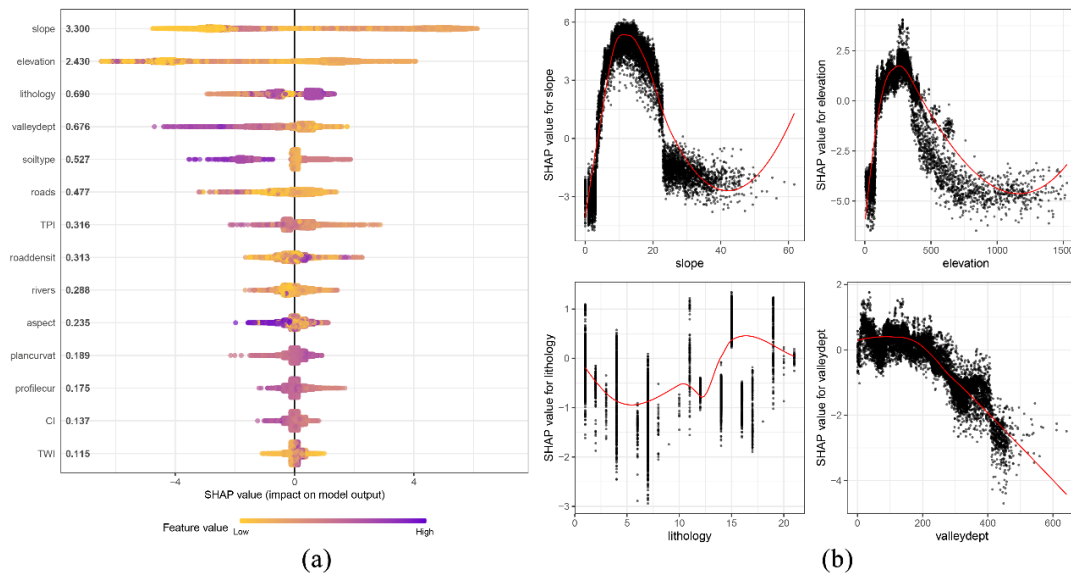 slope 3.300
elevation 2.430
lithology 0.690
valleydept 0.676
soiltype 0.527
roads 0.477
TPI 0.316
roaddensit 0.313
rivers 0.288
aspect 0.235
plancurvat 0.189
profilecur 0.175
CI 0.137
TWI 0.115
−4 0 4
SHAP value (impact on model output)
Feature value
Low High
(a)
SHAP value for slope
6
3
0
−3
0 20 40 60
slope
SHAP value for elevation
2.5
0.0
−2.5
−5.0
0 500 1000 1500
elevation
SHAP value for lithology
1
0
−1
−2
−3
0 5 10 15 20
lithology
SHAP value for valleydept
0
−2
−4
0 200 400 600
valleydept
(b)